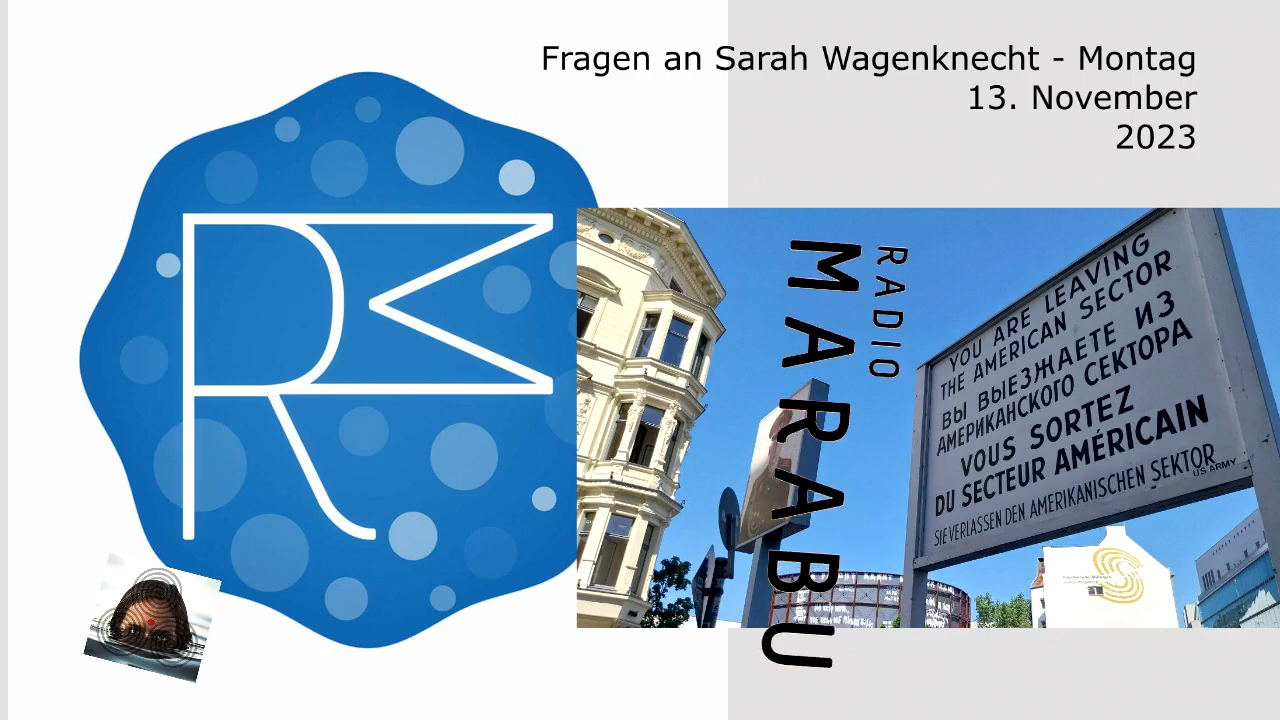 Fragen an Sarah Wagenknecht - Montag
13. November
2023
RM
RADIO
MARABU
YOU ARE LEAVING
THE AMERICAN SECTOR
ВЫ ВЫЕЗЖАЕТЕ ИЗ
АМЕРИКАНСКОГО СЕКТОРА
VOUS SORTEZ
DU SECTEUR AMÉRICAIN
SIE VERLASSEN DEN AMERIKANISCHEN SEKTOR
US ARMY